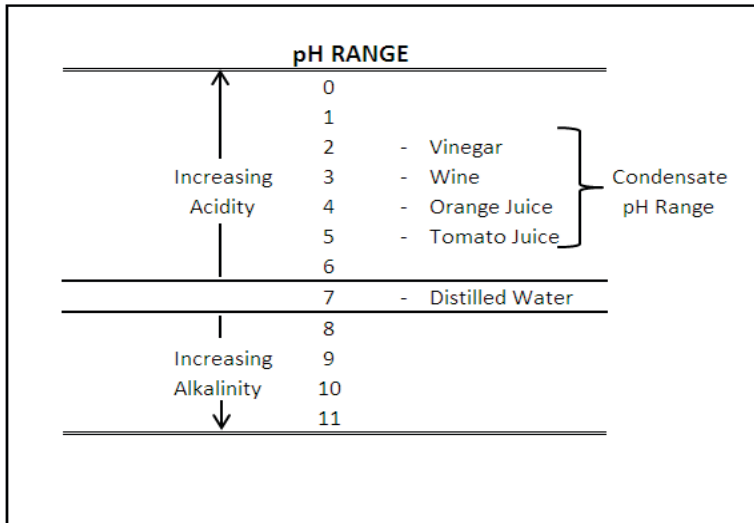 pH RANGE
0
1
2 - Vinegar
Increasing 3 - Wine Condensate
Acidity 4 - Orange Juice pH Range
5 - Tomato Juice
6
7 - Distilled Water
8
Increasing 9
Alkalinity 10
11